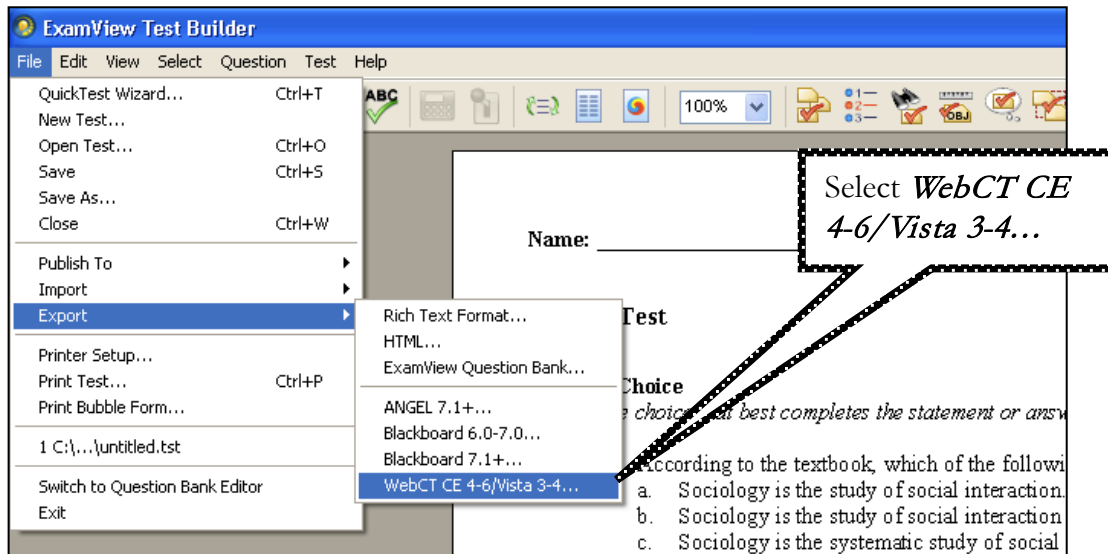 ExamView Test Builder
File Edit View Select Question Test Help
QuickTest Wizard... Ctrl+T
New Test...
Open Test... Ctrl+O
Save Ctrl+S
Save As...
Close Ctrl+W
Publish To
Import
Export
Printer Setup...
Print Test... Ctrl+P
Print Bubble Form...
1 C:\...\untitled.tst
Switch to Question Bank Editor
Exit
Rich Text Format...
HTML...
ExamView Question Bank...
ANGEL 7.1+...
Blackboard 6.0-7.0...
Blackboard 7.1+...
WebCT CE 4-6/Vista 3-4...
ABC
100%
1
2
3
OBJ
Select WebCT CE
4-6/Vista 3-4...
Name:
Test
Choice
best completes the statement or
According to the textbook, which of the
a. Sociology is the study of social interaction.
b. Sociology is the study of social interaction
c. Sociology is the systematic study of social